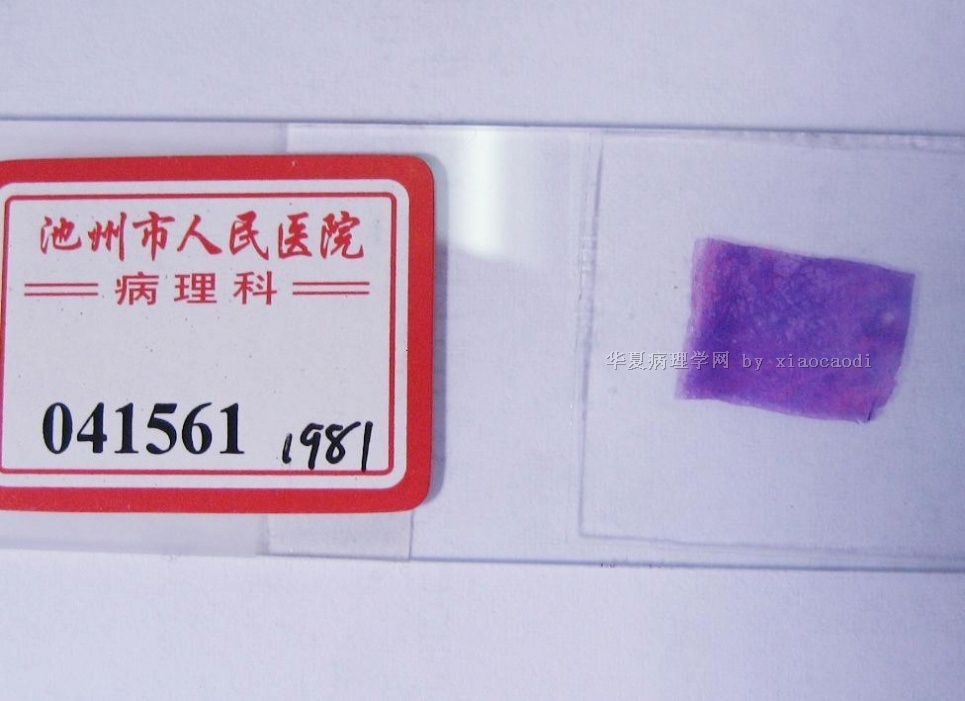 池州市人民医院
病理科
041561 1981
华夏病理学网 by xiaocaodi